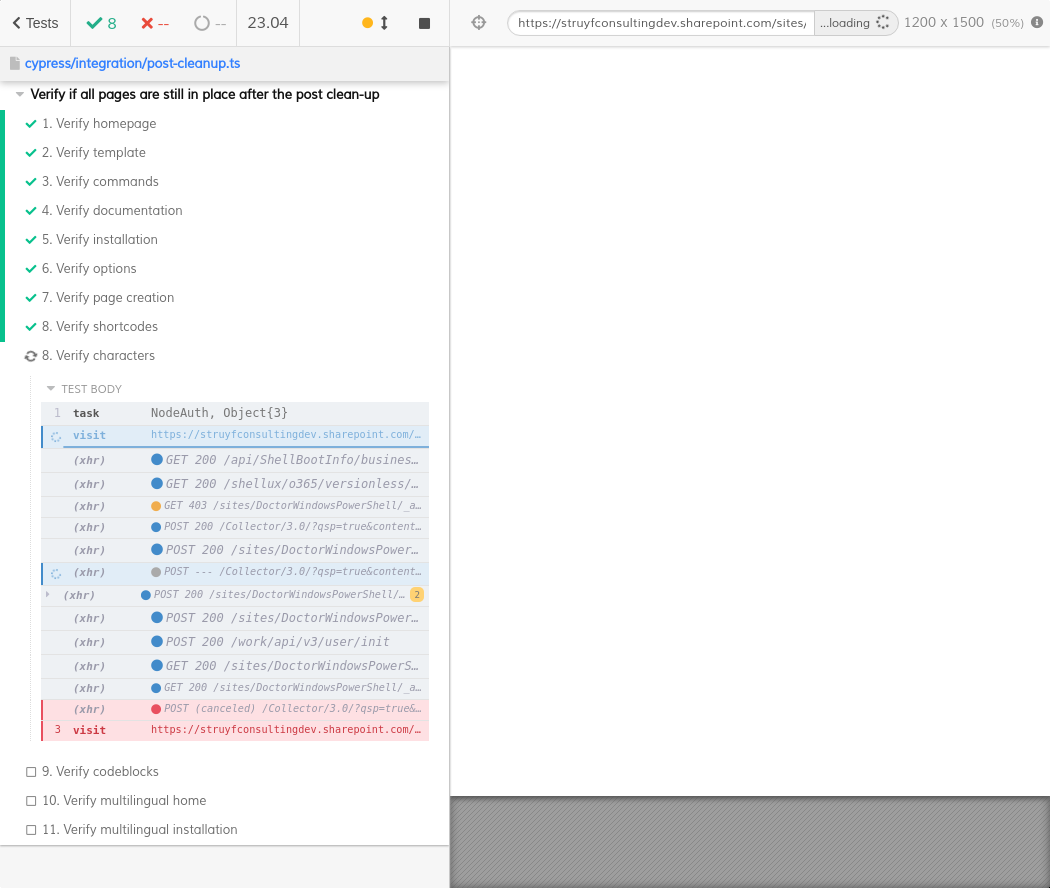 Tests 8 -- -- 23.04
https://struyfconsultingdev.sharepoint.com/sites/ ...loading 1200 x 1500 (50%)
cypress/integration/post-cleanup.ts
Verify if all pages are still in place after the post clean-up
1. Verify homepage
2. Verify template
3. Verify commands
4. Verify documentation
5. Verify installation
6. Verify options
7. Verify page creation
8. Verify shortcodes
8. Verify characters
TEST BODY
1 task NodeAuth, Object{3}
visit https://struyfconsultingdev.sharepoint.com/…
(xhr) GET 200 /api/ShellBootInfo/busines…
(xhr) GET 200 /shellux/o365/versionless/…
(xhr) GET 403 /sites/DoctorWindowsPowerShell/_a…
(xhr) POST 200 /Collector/3.0/?qsp=true&content…
(xhr) POST 200 /sites/DoctorWindowsPower…
(xhr) POST --- /Collector/3.0/?qsp=true&content…
(xhr) POST 200 /sites/DoctorWindowsPowerShell/… 2
(xhr) POST 200 /sites/DoctorWindowsPower…
(xhr) POST 200 /work/api/v3/user/init
(xhr) GET 200 /sites/DoctorWindowsPowerS…
(xhr) GET 200 /sites/DoctorWindowsPowerShell/_a…
(xhr) POST (canceled) /Collector/3.0/?qsp=true&…
3 visit https://struyfconsultingdev.sharepoint.com/…
9. Verify codeblocks
10. Verify multilingual home
11. Verify multilingual installation